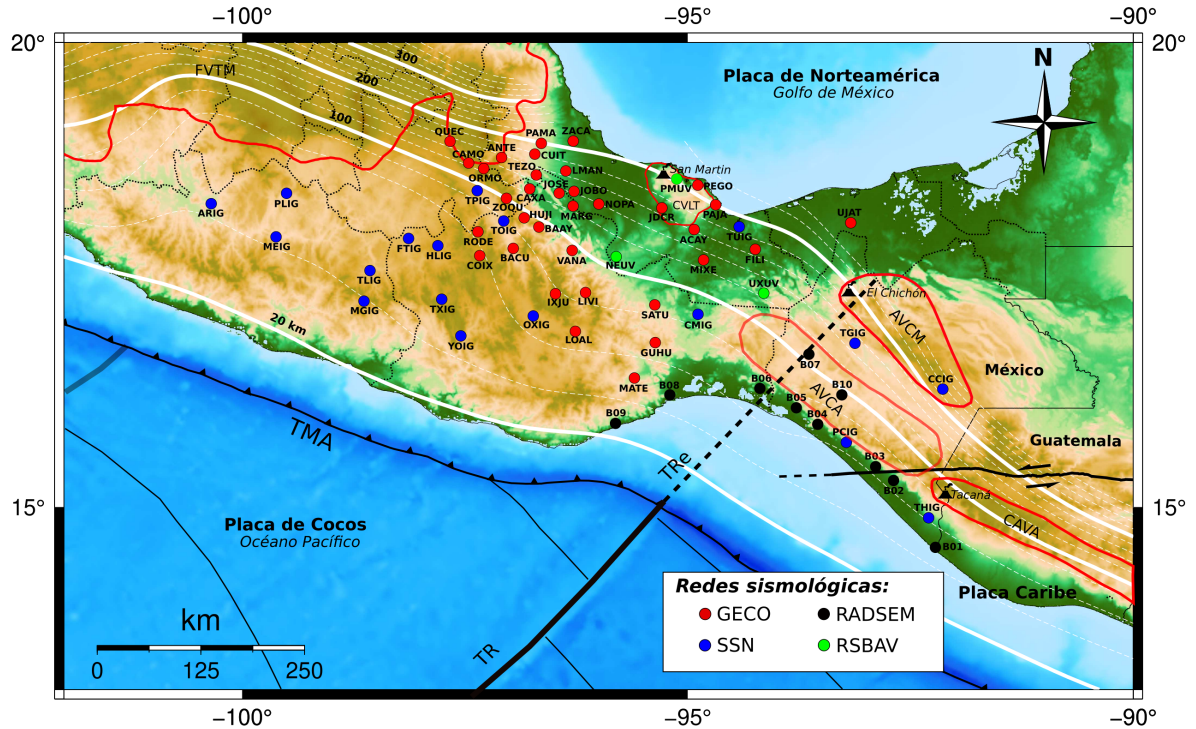 −100°
−95°
−90°
20°
20°
N
Placa de Norteamérica
Golfo de México
300
FVTM
200
100
QUEC
PAMA
ZACA
ANTE
CAMO
CUIT
ORMO
TEZO
LMAN
San Martin
PMUV
PEGO
TPIG
CAXA
JOSE
JOBO
ZOQU
MARG
NOPA
CVLT
JDCR
PAJA
ARIG
PLIG
HUJI
TOIG
BAAY
UJAT
MEIG
FTIG
HLIG
RODE
COIX
BACU
VANA
NEUV
ACAY
TUIG
FILI
MIXE
TLIG
MGIG
TXIG
IXJU
LIVI
UXUV
El Chichón
20 km
OXIG
SATU
CMIG
AVCM
TGIG
YOIG
LOAL
GUHU
B07
México
MATE
B08
B06
B10
CCIG
B05
AVCA
B04
B09
PCIG
Guatemala
TMA
TRe
B03
B02
Tacaná
15°
15°
THIG
CAVA
Placa de Cocos
Océano Pacífico
B01
Placa Caribe
Redes sismológicas:
GECO
RADSEM
SSN
RSBAV
km
0
125
250
TR
−100°
−95°
−90°